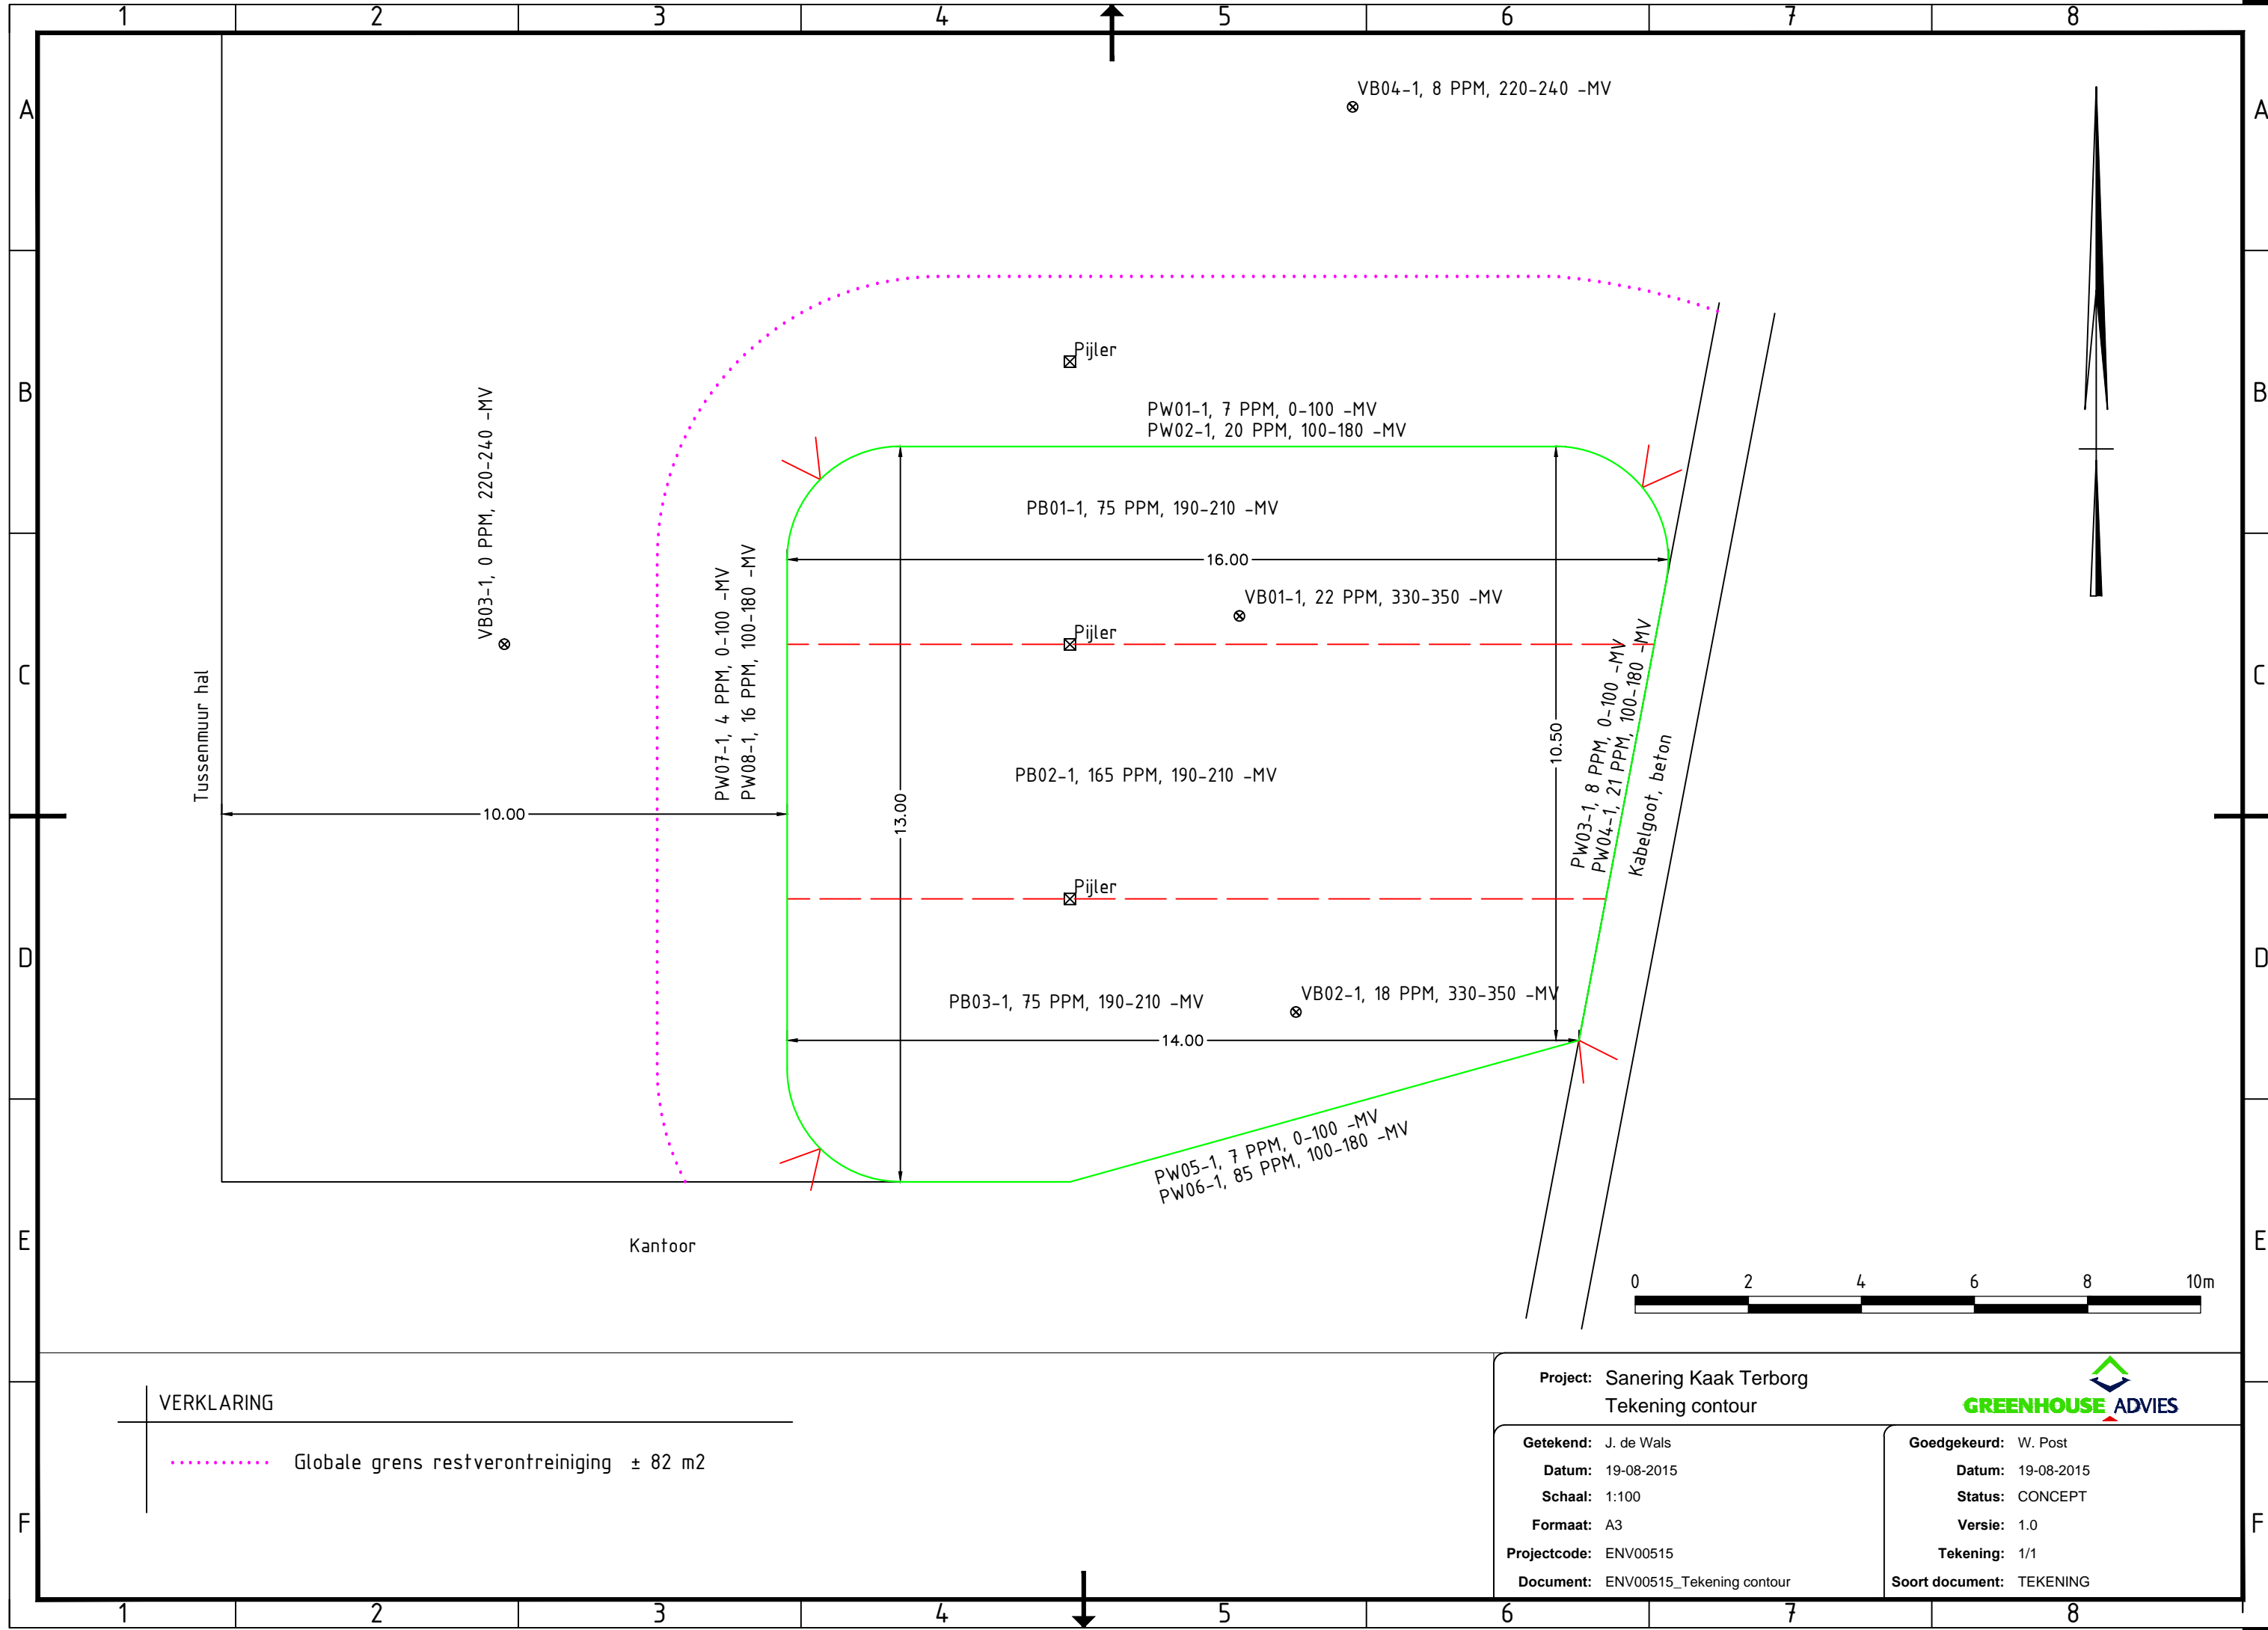 1 2 3 4 5 6 7 8
A A
VB04-1, 8 PPM, 220-240 -MV
B B
Pijler
PW01-1, 7 PPM, 0-100 -MV
PW02-1, 20 PPM, 100-180 -MV
VB03-1, 0 PPM, 220-240 -MV
PB01-1, 75 PPM, 190-210 -MV
16.00
VB01-1, 22 PPM, 330-350 -MV
Pijler
C C
Tussenmuur hal
PW07-1, 4 PPM, 0-100 -MV
PW08-1, 16 PPM, 100-180 -MV
PW03-1, 8 PPM, 0-100 -MV
PW04-1, 21 PPM, 100-180 -MV
Kabelgoot, beton
10.50
PB02-1, 165 PPM, 190-210 -MV
10.00
13.00
Pijler
D D
PB03-1, 75 PPM, 190-210 -MV
VB02-1, 18 PPM, 330-350 -MV
14.00
PW05-1, 7 PPM, 0-100 -MV
PW06-1, 85 PPM, 100-180 -MV
E E
Kantoor
0 2 4 6 8 10m
VERKLARING
Globale grens restverontreiniging ± 82 m2
F F
Project: Sanering Kaak Terborg
Tekening contour
GREENHOUSE ADVIES
Getekend: J. de Wals
Datum: 19-08-2015
Schaal: 1:100
Formaat: A3
Projectcode: ENV00515
Document: ENV00515_Tekening contour
Goedgekeurd: W. Post
Datum: 19-08-2015
Status: CONCEPT
Versie: 1.0
Tekening: 1/1
Soort document: TEKENING
1 2 3 4 5 6 7 8